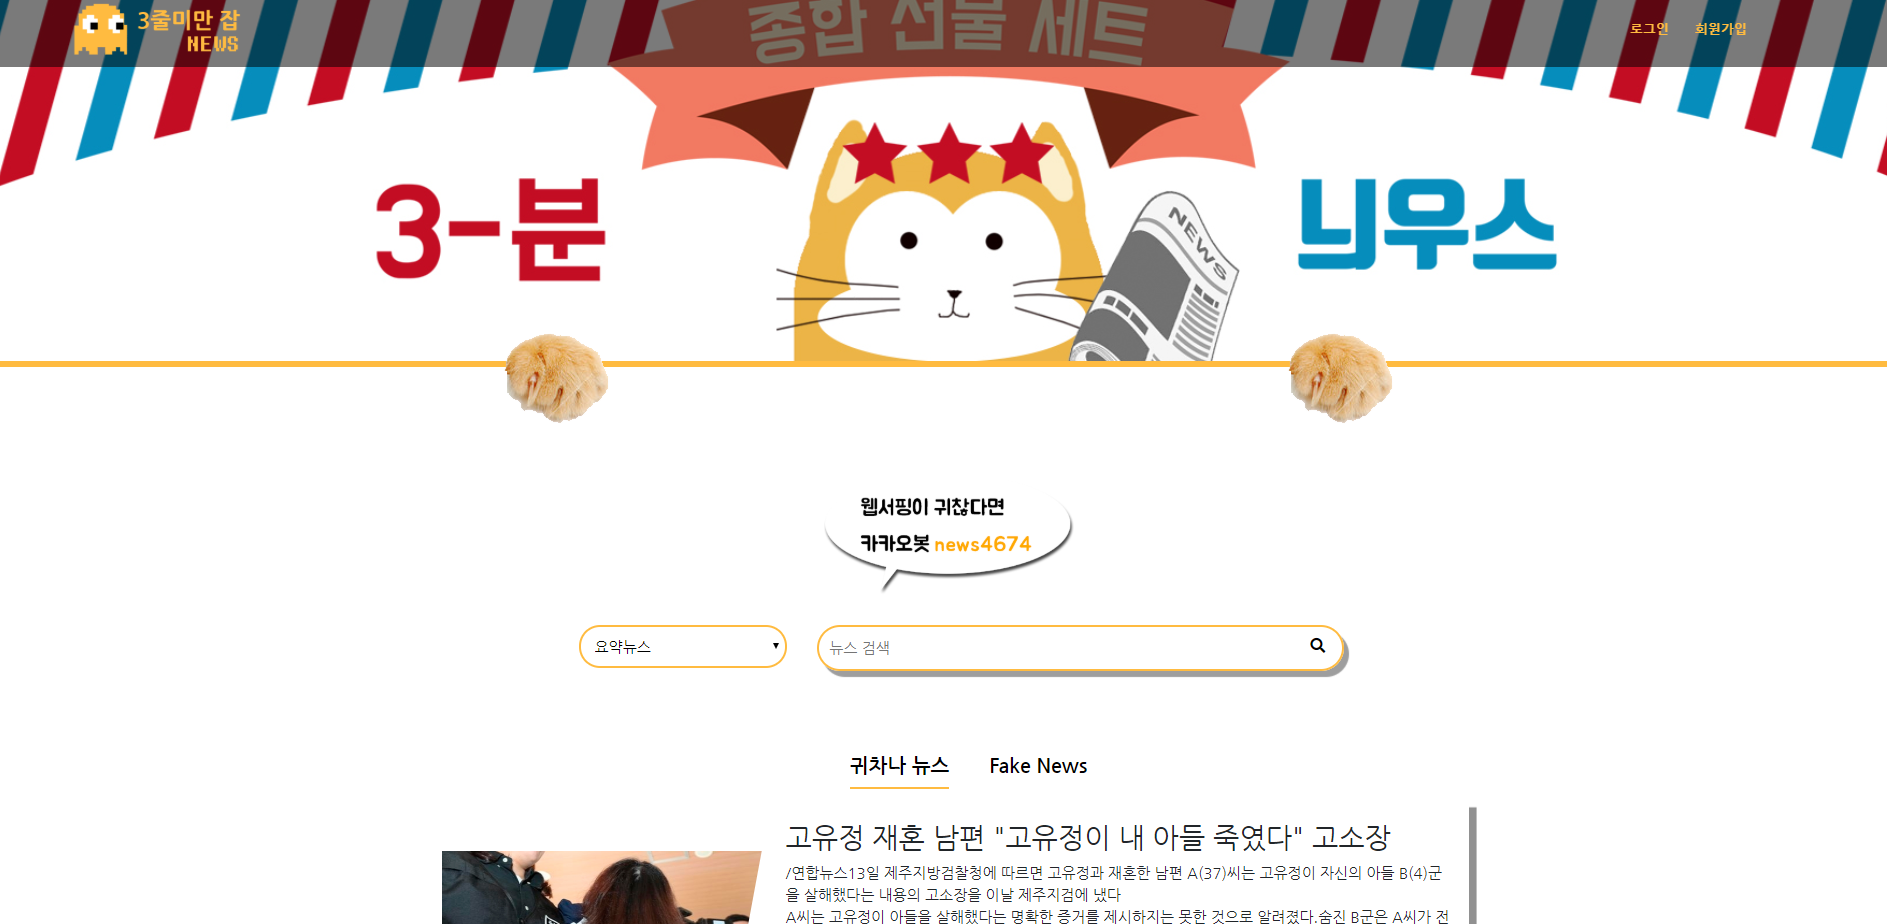 3줄미만 잡
NEWS
로그인 회원가입
종합 선물 세트
3-분
늬우스
NEWS
웹서핑이 귀찮다면
카카오봇 news4674
요약뉴스
뉴스 검색
귀차나 뉴스 Fake News
고유정 재혼 남편 "고유정이 내 아들 죽였다" 고소장
/연합뉴스13일 제주지방검찰청에 따르면 고유정과 재혼한 남편 A(37)씨는 고유정이 자신의 아들 B(4)군
을 살해했다는 내용의 고소장을 이날 제주지검에 냈다
A씨는 고유정이 아들을 살해했다는 명확한 증거를 제시하지는 못한 것으로 알려졌다.숨진 B군은 A씨가 전